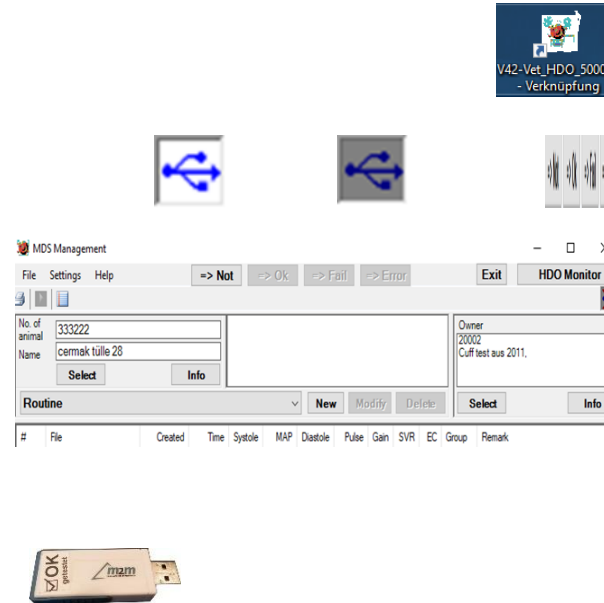 V42-Vet_HDO_5000
- Verknüpfung
MDS Management
File Settings Help => Not => Ok => Fail => Error Exit HDO Monitor
No. of
animal 333222
Name cermak tülle 28
Select Info
Owner
20002
Cuff test aus 2011,
Routine New Modify Delete Select Info
# File Created Time Systole MAP Diastole Pulse Gain SVR EC Group Remark
OK
getestet
m2m